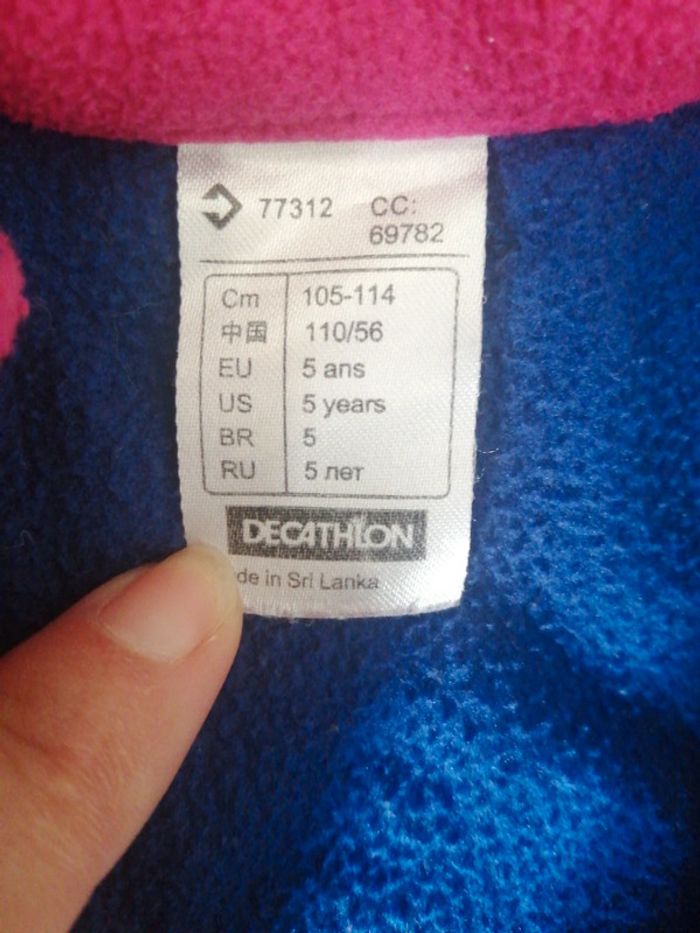 77312 CC:
69782
Cm 105-114
中国 110/56
EU 5 ans
US 5 years
BR 5
RU 5 лет
DECATHLON
de in Sri Lanka